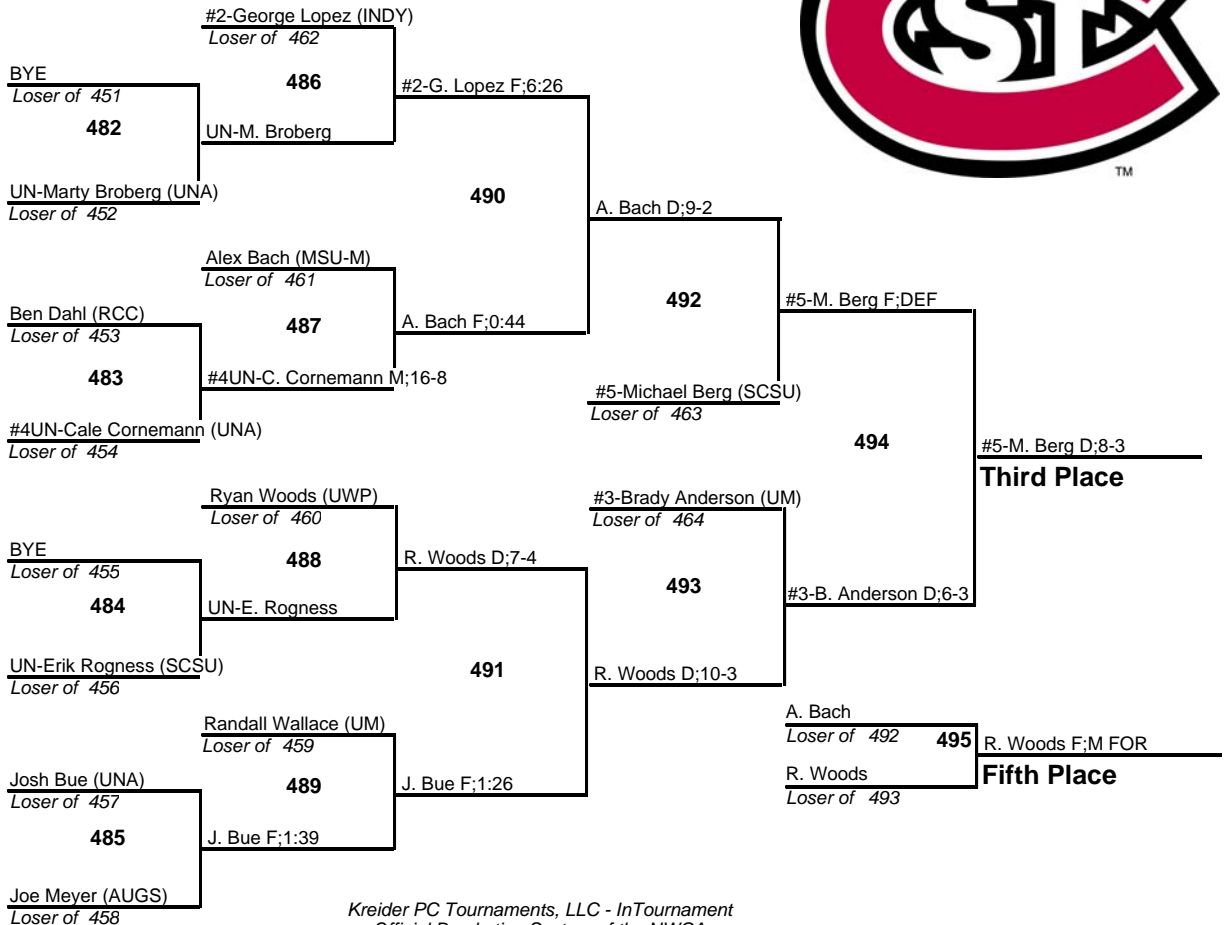 #2-George Lopez (INDY)
Loser of 462
BYE
Loser of 451
486
#2-G. Lopez F;6:26
482
UN-M. Broberg
UN-Marty Broberg (UNA)
Loser of 452
490
A. Bach D;9-2
Alex Bach (MSU-M)
Loser of 461
Ben Dahl (RCC)
Loser of 453
487
A. Bach F;0:44
492
#5-M. Berg F;DEF
483
#4UN-C. Cornemann M;16-8
#5-Michael Berg (SCSU)
Loser of 463
#4UN-Cale Cornemann (UNA)
Loser of 454
494
#5-M. Berg D;8-3
Third Place
Ryan Woods (UWP)
Loser of 460
#3-Brady Anderson (UM)
Loser of 464
BYE
Loser of 455
488
R. Woods D;7-4
493
#3-B. Anderson D;6-3
484
UN-E. Rogness
UN-Erik Rogness (SCSU)
Loser of 456
491
R. Woods D;10-3
Randall Wallace (UM)
Loser of 459
A. Bach
Loser of 492
495
R. Woods F;M FOR
Fifth Place
R. Woods
Loser of 493
Josh Bue (UNA)
Loser of 457
489
J. Bue F;1:26
485
J. Bue F;1:39
Joe Meyer (AUGS)
Loser of 458
Kreider PC Tournaments, LLC - InTournament
ST
TM